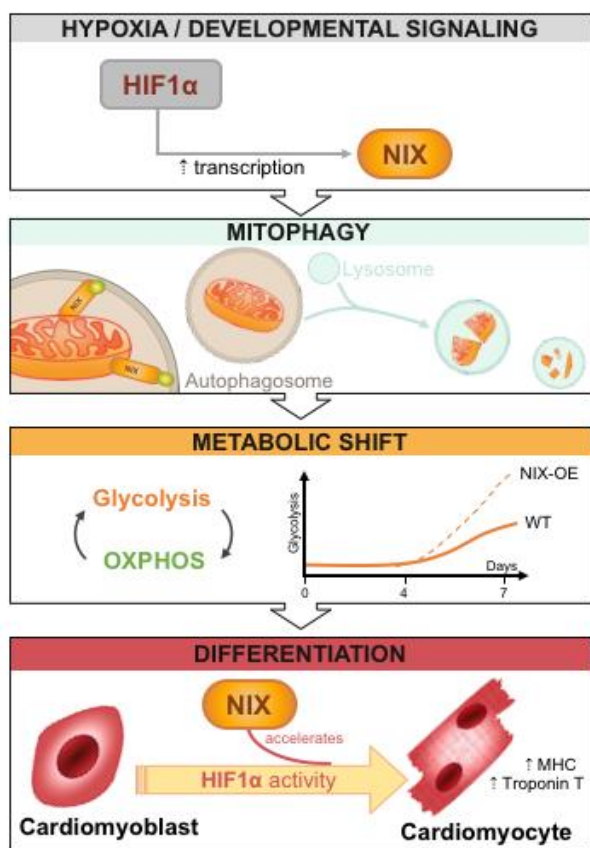 HYPOXIA / DEVELOPMENTAL SIGNALING
HIF1α
↑ transcription
NIX
MITOPHAGY
NIX
NIX
Lysosome
Autophagosome
METABOLIC SHIFT
Glycolysis
OXPHOS
Glycolysis
NIX-OE
WT
Days
0
4
7
DIFFERENTIATION
NIX
accelerates
HIF1α activity
↑ MHC
↑ Troponin T
Cardiomyoblast
Cardiomyocyte